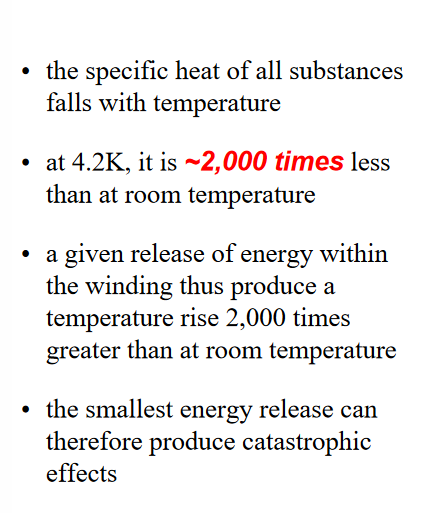 • the specific heat of all substances
falls with temperature
• at 4.2K, it is ~2,000 times less
than at room temperature
• a given release of energy within
the winding thus produce a
temperature rise 2,000 times
greater than at room temperature
• the smallest energy release can
therefore produce catastrophic
effects